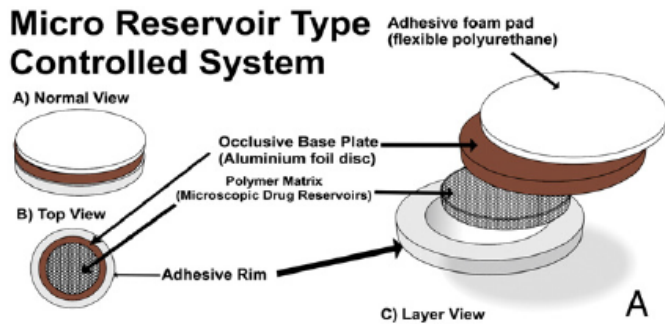 Micro Reservoir Type
Controlled System
Adhesive foam pad
(flexible polyurethane)
A) Normal View
Occlusive Base Plate
(Aluminium foil disc)
Polymer Matrix
(Microscopic Drug Reservoirs)
B) Top View
Adhesive Rim
C) Layer View
A